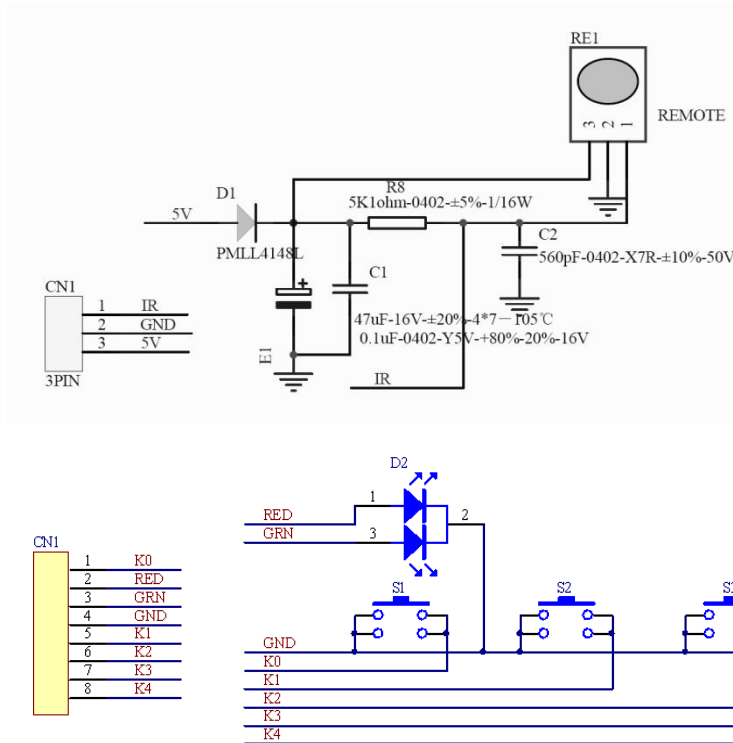 RE1
3 2 1
REMOTE
D1
5V
PMLL4148L
R8
5K1ohm-0402-±5%-1/16W
C2
560pF-0402-X7R-±10%-50V
C1
+
47uF-16V-±20%-4*7－105℃
0.1uF-0402-Y5V-+80%-20%-16V
E1
IR
CN1
1 IR
2 GND
3 5V
3PIN
D2
1
2
3
RED
GRN
CN1
1 K0
2 RED
3 GRN
4 GND
5 K1
6 K2
7 K3
8 K4
S1
S2
GND
K0
K1
K2
K3
K4